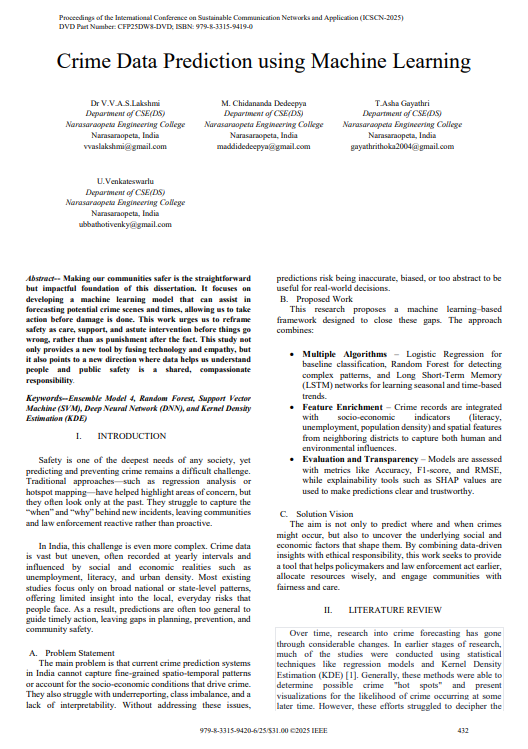 Proceedings of the International Conference on Sustainable Communication Networks and Application (ICSCN-2025)
DVD Part Number: CFP25DW8-DVD; ISBN: 979-8-3315-9419-0
Crime Data Prediction using Machine Learning
Dr V.V.A.S.Lakshmi
Department of CSE(DS)
Narasaraopeta Engineering College
Narasaraopeta, India
vvaslakshmi@gmail.com
M. Chidananda Dedeepya
Department of CSE(DS)
Narasaraopeta Engineering College
Narasaraopeta, India
maddidedeepya@gmail.com
T.Asha Gayathri
Department of CSE(DS)
Narasaraopeta Engineering College
Narasaraopeta, India
gayathrithoka2004@gmail.com
U.Venkateswarlu
Department of CSE(DS)
Narasaraopeta Engineering College
Narasaraopeta, India
ubbathotivenky@gmail.com
Abstract-- Making our communities safer is the straightforward
but impactful foundation of this dissertation. It focuses on
developing a machine learning model that can assist in
forecasting potential crime scenes and times, allowing us to take
action before damage is done. This work urges us to reframe
safety as care, support, and astute intervention before things go
wrong, rather than as punishment after the fact. This study not
only provides a new tool by fusing technology and empathy, but
it also points to a new direction where data helps us understand
people and public safety is a shared, compassionate
responsibility.
Keywords--Ensemble Model 4, Random Forest, Support Vector
Machine (SVM), Deep Neural Network (DNN), and Kernel Density
Estimation (KDE)
I. INTRODUCTION
Safety is one of the deepest needs of any society, yet
predicting and preventing crime remains a difficult challenge.
Traditional approaches—such as regression analysis or
hotspot mapping—have helped highlight areas of concern, but
they often look only at the past. They struggle to capture the
“when” and “why” behind new incidents, leaving communities
and law enforcement reactive rather than proactive.
In India, this challenge is even more complex. Crime data
is vast but uneven, often recorded at yearly intervals and
influenced by social and economic realities such as
unemployment, literacy, and urban density. Most existing
studies focus only on broad national or state-level patterns,
offering limited insight into the local, everyday risks that
people face. As a result, predictions are often too general to
guide timely action, leaving gaps in planning, prevention, and
community safety.
A. Problem Statement
The main problem is that current crime prediction systems
in India cannot capture fine-grained spatio-temporal patterns
or account for the socio-economic conditions that drive crime.
They also struggle with underreporting, class imbalance, and a
lack of interpretability. Without addressing these issues,
predictions risk being inaccurate, biased, or too abstract to be
useful for real-world decisions.
B. Proposed Work
This research proposes a machine learning–based
framework designed to close these gaps. The approach
combines:
• Multiple Algorithms – Logistic Regression for
baseline classification, Random Forest for detecting
complex patterns, and Long Short-Term Memory
(LSTM) networks for learning seasonal and time-based
trends.
• Feature Enrichment – Crime records are integrated
with socio-economic indicators (literacy,
unemployment, population density) and spatial features
from neighboring districts to capture both human and
environmental influences.
• Evaluation and Transparency – Models are assessed
with metrics like Accuracy, F1-score, and RMSE,
while explainability tools such as SHAP values are
used to make predictions clear and trustworthy.
C. Solution Vision
The aim is not only to predict where and when crimes
might occur, but also to uncover the underlying social and
economic factors that shape them. By combining data-driven
insights with ethical responsibility, this work seeks to provide
a tool that helps policymakers and law enforcement act earlier,
allocate resources wisely, and engage communities with
fairness and care.
II. LITERATURE REVIEW
Over time, research into crime forecasting has gone
through considerable changes. In earlier stages of research,
much of the studies were conducted using statistical
techniques like regression models and Kernel Density
Estimation (KDE) [1]. Generally, these methods were able to
determine possible crime "hot spots" and present
visualizations for the likelihood of crime occurring at some
later time. However, these efforts struggled to decipher the
979-8-3315-9420-6/25/$31.00 ©2025 IEEE
432